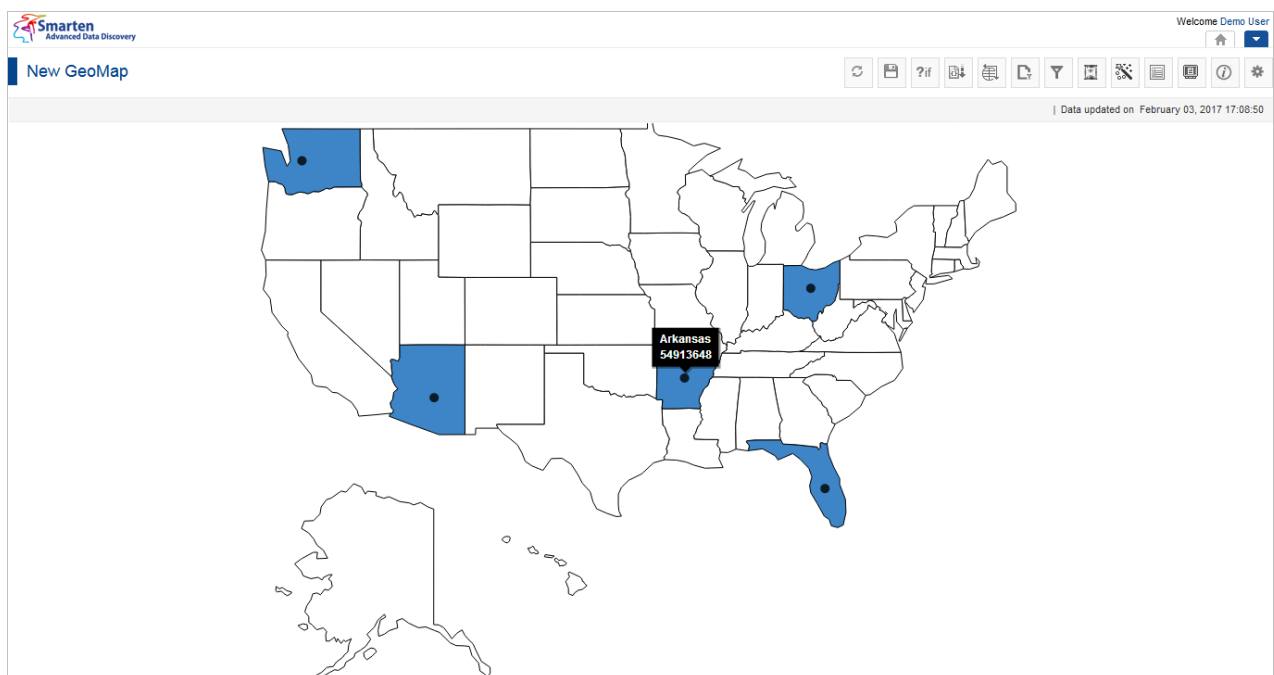 Smarten
Advanced Data Discovery
Welcome Demo User
New GeoMap
?if
| Data updated on February 03, 2017 17:08:50
Arkansas
54913648